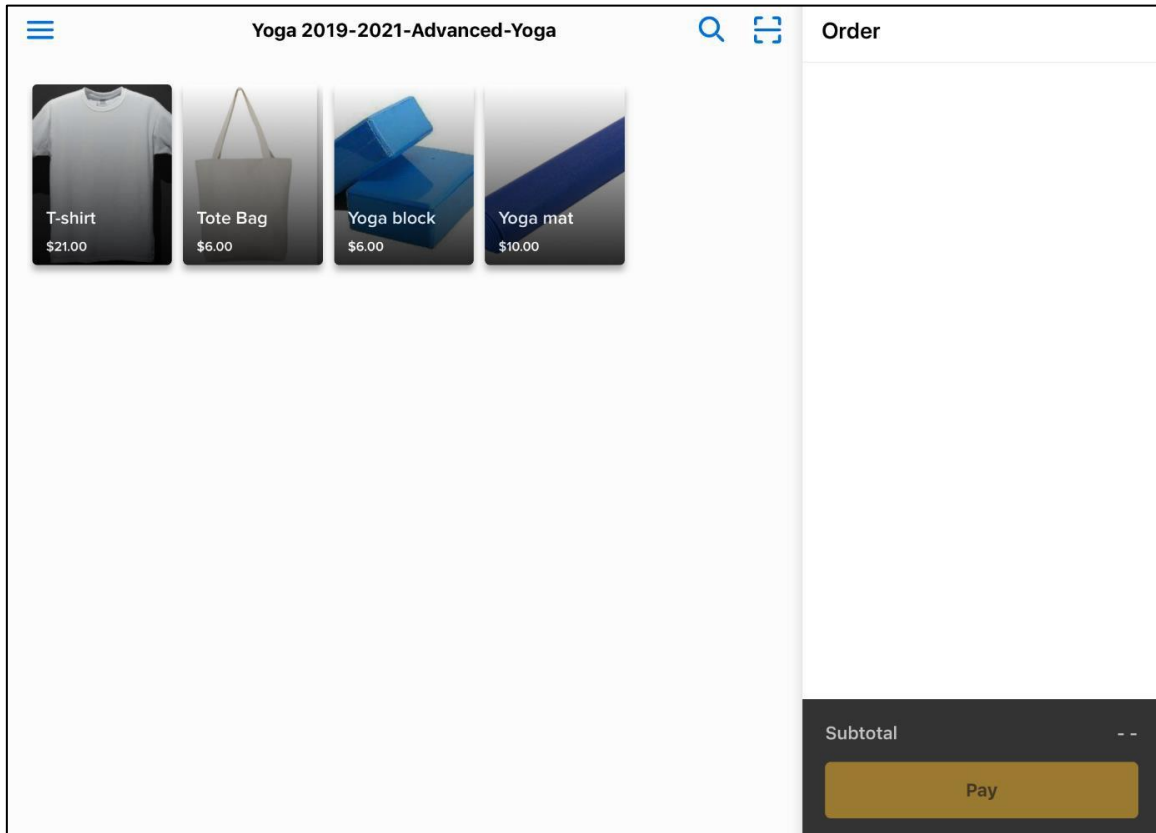 Yoga 2019-2021-Advanced-Yoga
Order
T-shirt
$21.00
Tote Bag
$6.00
Yoga block
$6.00
Yoga mat
$10.00
Subtotal - -
Pay